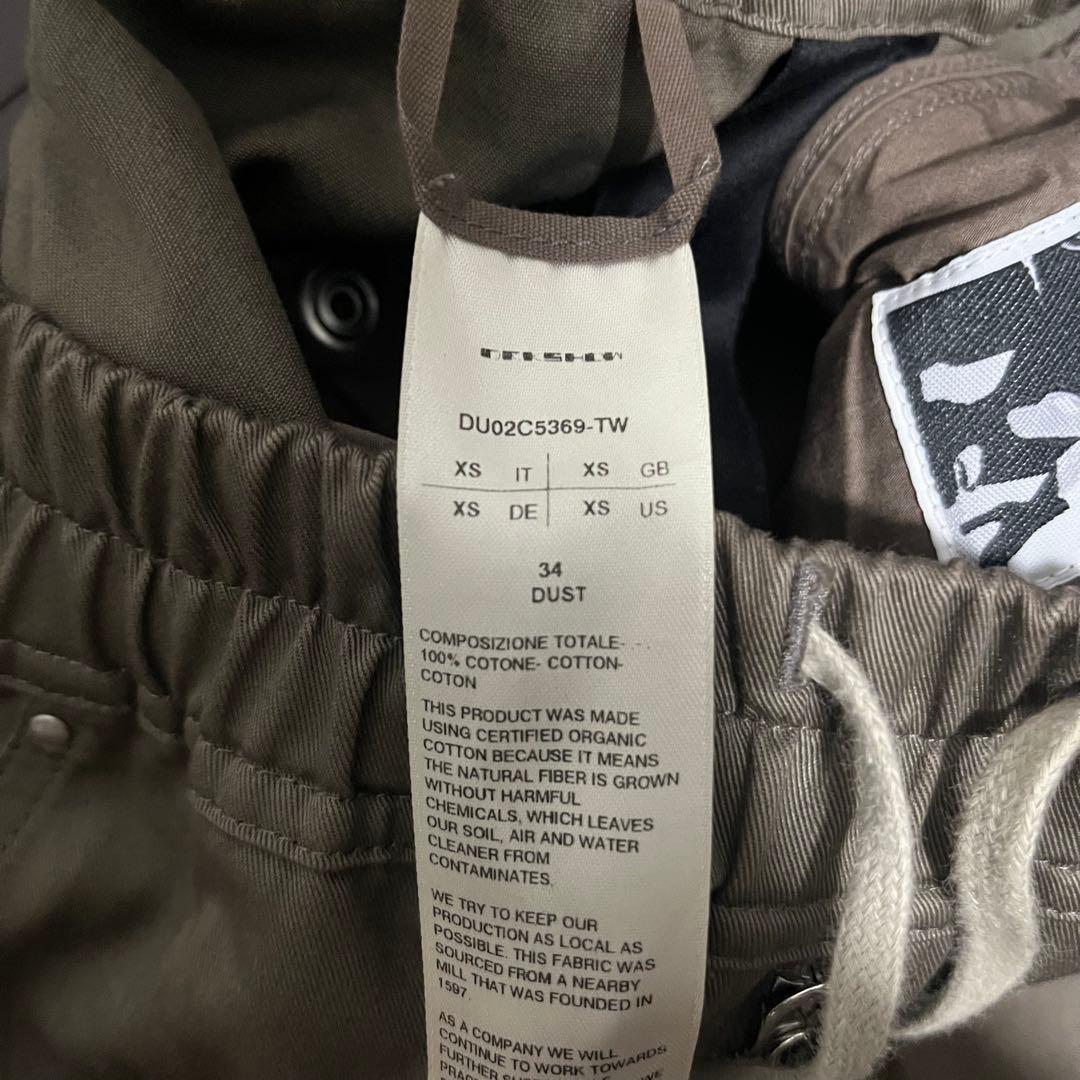 DRKSHDW
DU02C5369-TW
XS IT XS GB
XS DE XS US
34
DUST
COMPOSIZIONE TOTALE-
100% COTONE- COTTON-
COTON
THIS PRODUCT WAS MADE
USING CERTIFIED ORGANIC
COTTON BECAUSE IT MEANS
THE NATURAL FIBER IS GROWN
WITHOUT HARMFUL
CHEMICALS, WHICH LEAVES
OUR SOIL, AIR AND WATER
CLEANER FROM
CONTAMINATES.
WE TRY TO KEEP OUR
PRODUCTION AS LOCAL AS
POSSIBLE. THIS FABRIC WAS
SOURCED FROM A NEARBY
MILL THAT WAS FOUNDED IN
1597.
AS A COMPANY WE WILL
CONTINUE TO WORK TOWARDS
FURTHER